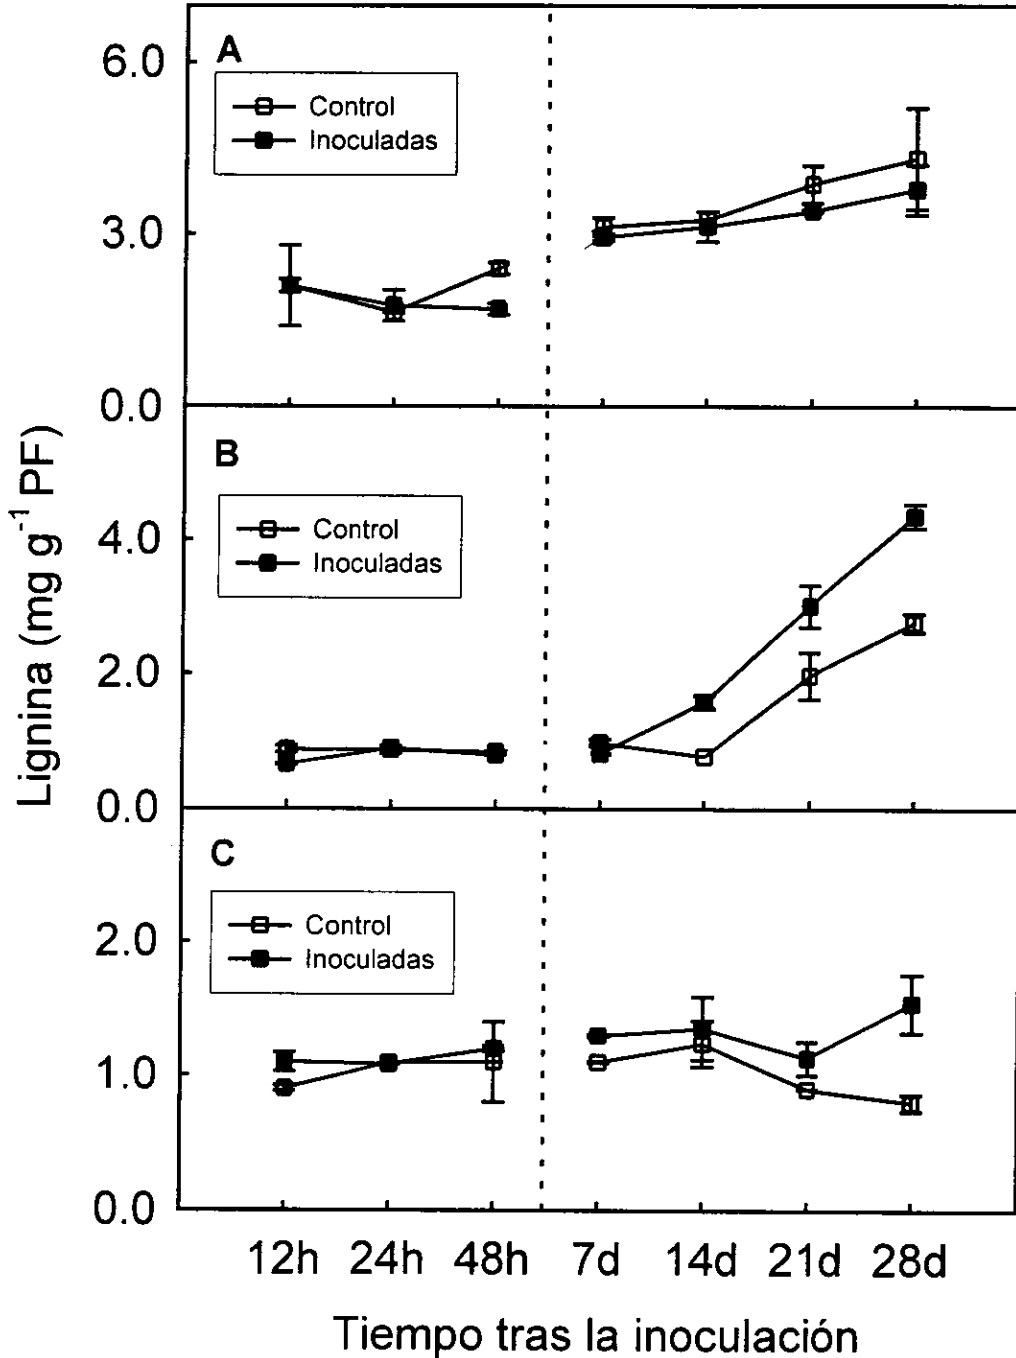 A
6.0
Control
Inoculadas
3.0
0.0
B
Control
Inoculadas
4.0
2.0
0.0
C
Control
Inoculadas
2.0
1.0
0.0
Lignina (mg g⁻¹ PF)
12h 24h 48h 7d 14d 21d 28d
Tiempo tras la inoculación